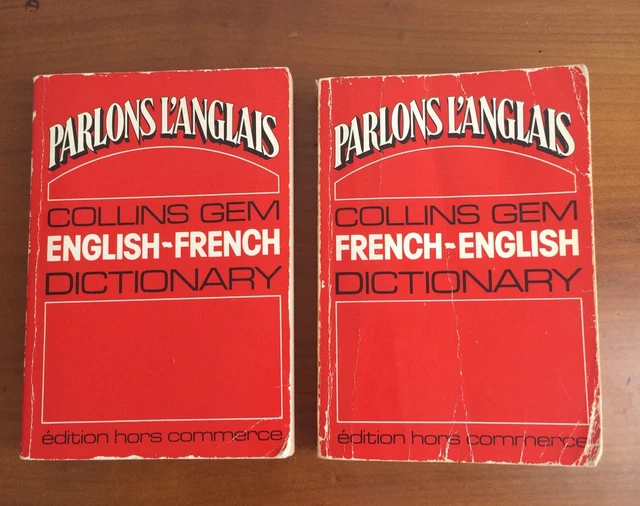 PARLONS L'ANGLAIS
COLLINS GEM
ENGLISH-FRENCH
DICTIONARY
édition hors commerce
PARLONS L'ANGLAIS
COLLINS GEM
FRENCH-ENGLISH
DICTIONARY
édition hors commerce